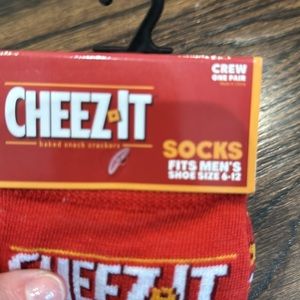 CREW
ONE PAIR
CHEEZ-IT
baked snack crackers
SOCKS
FITS MEN'S
SHOE SIZE 6-12
CHEEZ-IT